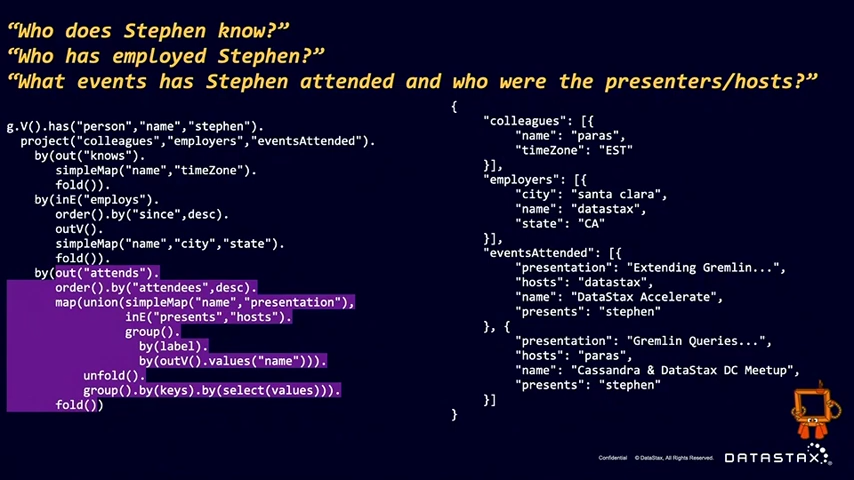 “Who does Stephen know?”
“Who has employed Stephen?”
“What events has Stephen attended and who were the presenters/hosts?”
g.V().has("person","name","stephen").
project("colleagues","employers","eventsAttended").
by(out("knows").
simpleMap("name","timeZone").
fold()).
by(inE("employs").
order().by("since",desc).
outV().
simpleMap("name","city","state").
fold()).
by(out("attends").
order().by("attendees",desc).
map(union(simpleMap("name","presentation"),
inE("presents","hosts").
group().
by(label).
by(outV().values("name"))).
unfold().
group().by(keys).by(select(values))).
fold())
{
"colleagues": [{
"name": "paras",
"timeZone": "EST"
}],
"employers": [{
"city": "santa clara",
"name": "datastax",
"state": "CA"
}],
"eventsAttended": [{
"presentation": "Extending Gremlin...",
"hosts": "datastax",
"name": "DataStax Accelerate",
"presents": "stephen"
}, {
"presentation": "Gremlin Queries...",
"hosts": "paras",
"name": "Cassandra & DataStax DC Meetup",
"presents": "stephen"
}]
}
Confidential © DataStax, All Rights Reserved.
DATASTAX